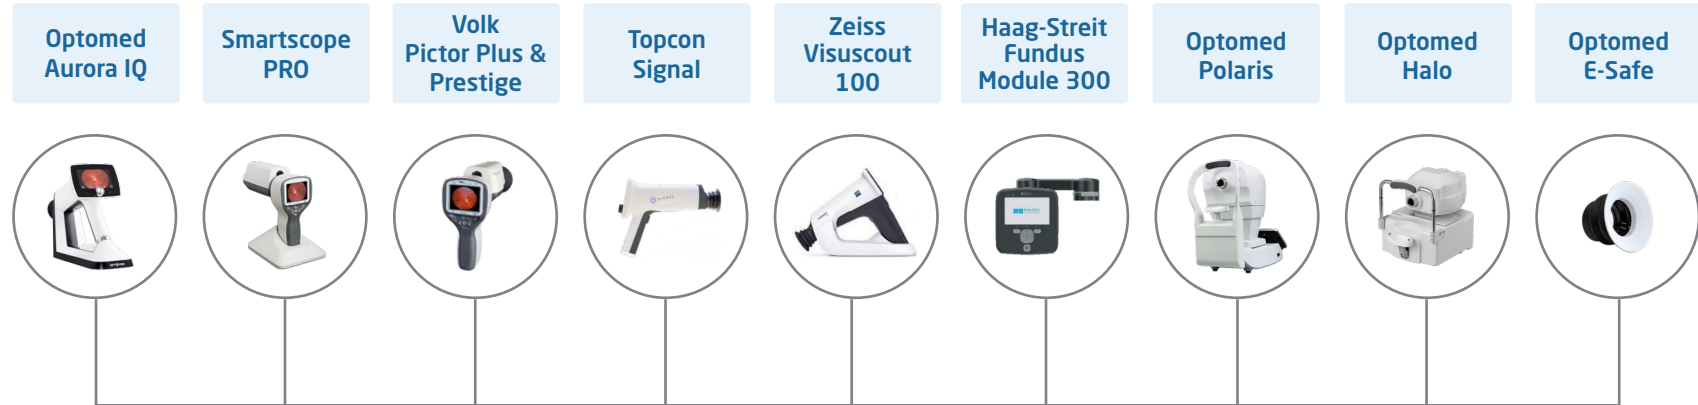 Optomed
Aurora IQ
Smartscope
PRO
Volk
Pictor Plus &
Prestige
Topcon
Signal
Zeiss
Visuscout
100
Haag-Streit
Fundus
Module 300
Optomed
Polaris
Optomed
Halo
Optomed
E-Safe